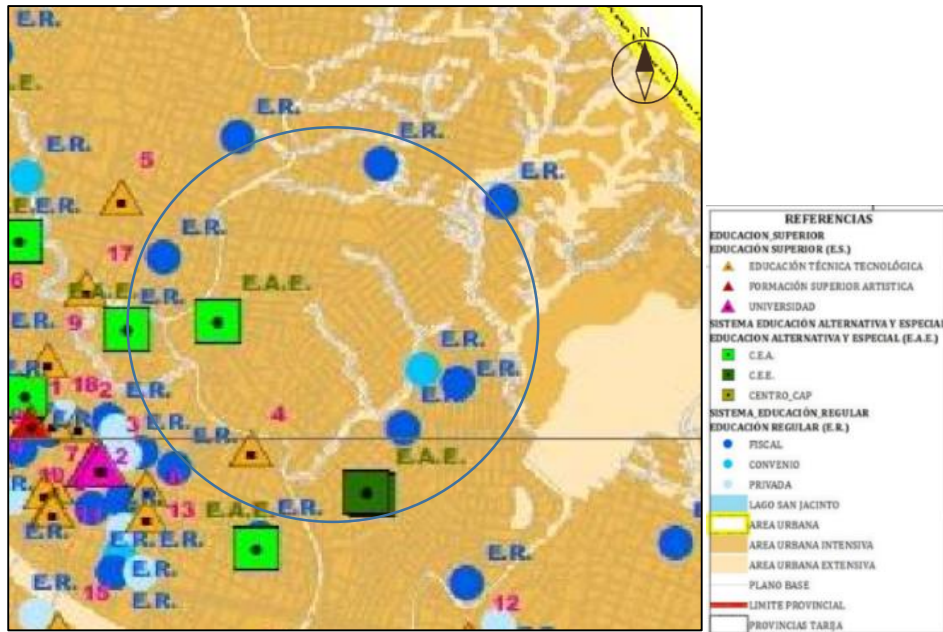 E.R.
E.R.
N
E.R.
E.R.
E.R.
5
E.R.
E.R.
E.R.
17
6
E.A.E.
E.A.E.
E.R.
E.R.
9
E.R.
E.R.
E.R.
1
18
2
E.R.
4
3
E.R.
E.R.
7
2
E.A.E.
10
13
E.A.E.
E.R.
E.R.
E.R.
E.R.
E.R.
15
E.R.
E.R.
12
REFERENCIAS
EDUCACION_SUPERIOR
EDUCACIÓN SUPERIOR (E.S.)
EDUCACIÓN TÉCNICA TECNOLÓGICA
FORMACIÓN SUPERIOR ARTISTICA
UNIVERSIDAD
SISTEMA EDUCACIÓN ALTERNATIVA Y ESPECIAL
EDUCACION ALTERNATIVA Y ESPECIAL (E.A.E.)
C.E.A.
C.E.E.
CENTRO_CAP
SISTEMA_EDUCACIÓN_REGULAR
EDUCACIÓN REGULAR (E.R.)
FISCAL
CONVENIO
PRIVADA
LAGO SAN JACINTO
AREA URBANA
AREA URBANA INTENSIVA
AREA URBANA EXTENSIVA
PLANO BASE
LIMITE PROVINCIAL
PROVINCIAS TARIJA